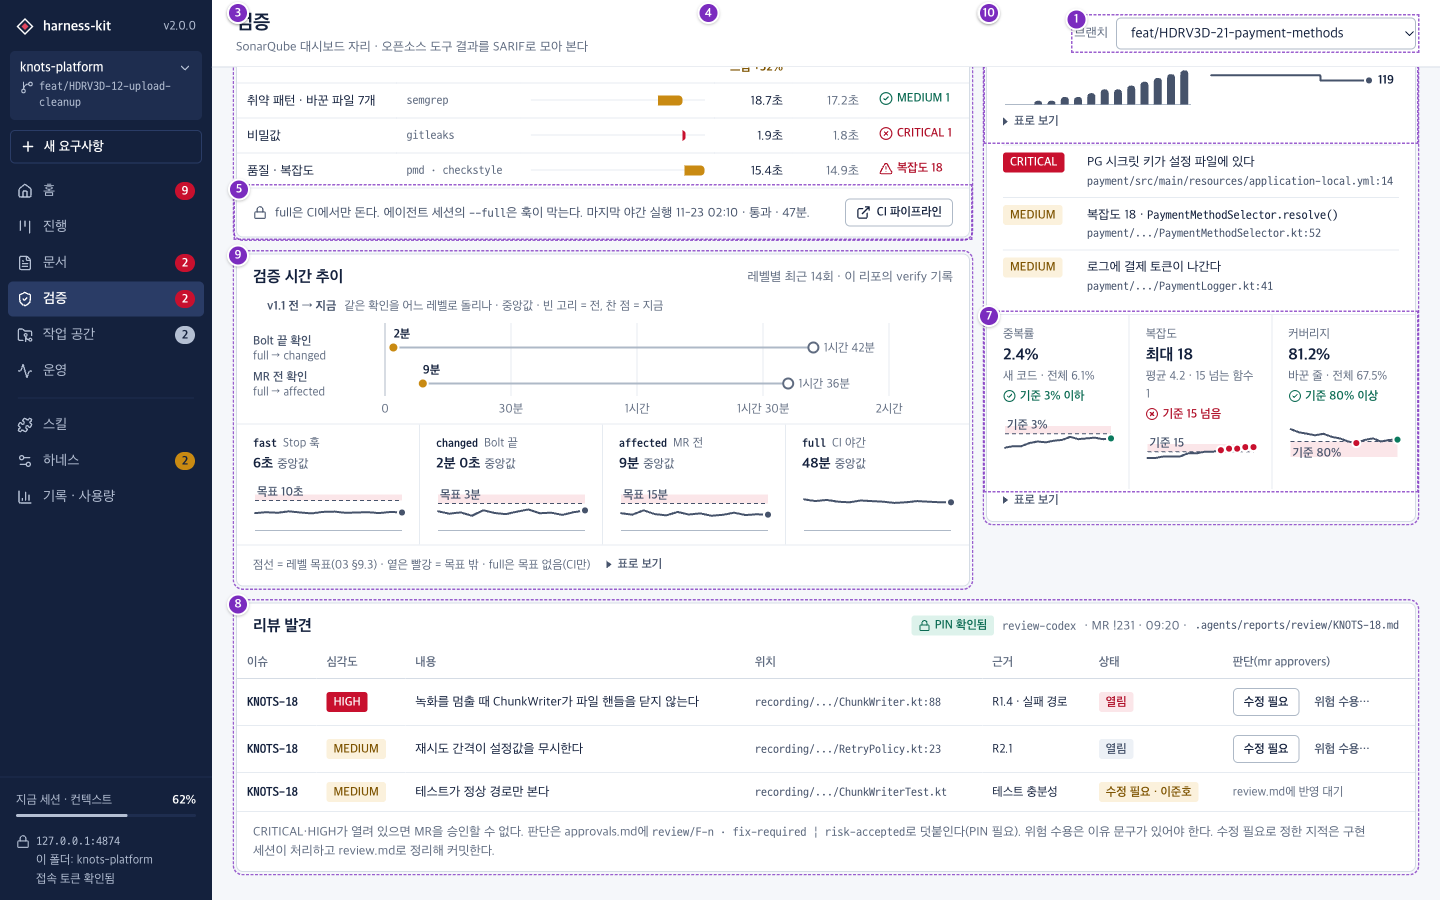 harness-kit
v2.0.0
knots-platform
feat/HDRV3D-12-upload-
cleanup
새 요구사항
홈
9
진행
문서
2
검증
2
작업 공간
2
운영
스킬
하네스
2
기록 · 사용량
지금 세션 · 컨텍스트
62%
127.0.0.1:4874
이 폴더: knots-platform
접속 토큰 확인됨
3
검증
4
10
1
브랜치
feat/HDRV3D-21-payment-methods
SonarQube 대시보드 자리 · 오픈소스 도구 결과를 SARIF로 모아 본다
취약 패턴 · 바꾼 파일 7개
semgrep
18.7초
17.2초
MEDIUM 1
비밀값
gitleaks
1.9초
1.8초
CRITICAL 1
품질 · 복잡도
pmd · checkstyle
15.4초
14.9초
복잡도 18
5
full은 CI에서만 돈다. 에이전트 세션의 --full은 훅이 막는다. 마지막 야간 실행 11-23 02:10 · 통과 · 47분.
CI 파이프라인
119
표로 보기
CRITICAL
PG 시크릿 키가 설정 파일에 있다
payment/src/main/resources/application-local.yml:14
MEDIUM
복잡도 18 · PaymentMethodSelector.resolve()
payment/.../PaymentMethodSelector.kt:52
MEDIUM
로그에 결제 토큰이 나간다
payment/.../PaymentLogger.kt:41
7
중복률
2.4%
새 코드 · 전체 6.1%
기준 3% 이하
기준 3%
복잡도
최대 18
평균 4.2 · 15 넘는 함수
1
기준 15 넘음
기준 15
커버리지
81.2%
바꾼 줄 · 전체 67.5%
기준 80% 이상
기준 80%
표로 보기
9
검증 시간 추이
레벨별 최근 14회 · 이 리포의 verify 기록
v1.1 전 → 지금
같은 확인을 어느 레벨로 돌리나 · 중앙값 · 빈 고리 = 전, 찬 점 = 지금
Bolt 끝 확인
full → changed
2분
1시간 42분
MR 전 확인
full → affected
9분
1시간 36분
0
30분
1시간
1시간 30분
2시간
fast Stop 훅
6초 중앙값
목표 10초
changed Bolt 끝
2분 0초 중앙값
목표 3분
affected MR 전
9분 중앙값
목표 15분
full CI 야간
48분 중앙값
점선 = 레벨 목표(03 §9.3) · 옅은 빨강 = 목표 밖 · full은 목표 없음(CI만)
표로 보기
8
리뷰 발견
PIN 확인됨
review-codex · MR !231 · 09:20 · .agents/reports/review/KNOTS-18.md
이슈
심각도
내용
위치
근거
상태
판단(mr approvers)
KNOTS-18
HIGH
녹화를 멈출 때 ChunkWriter가 파일 핸들을 닫지 않는다
recording/.../ChunkWriter.kt:88
R1.4 · 실패 경로
열림
수정 필요
위험 수용…
KNOTS-18
MEDIUM
재시도 간격이 설정값을 무시한다
recording/.../RetryPolicy.kt:23
R2.1
열림
수정 필요
위험 수용…
KNOTS-18
MEDIUM
테스트가 정상 경로만 본다
recording/.../ChunkWriterTest.kt
테스트 충분성
수정 필요 · 이준호
review.md에 반영 대기
CRITICAL·HIGH가 열려 있으면 MR을 승인할 수 없다. 판단은 approvals.md에 review/F-n · fix-required | risk-accepted로 덧붙인다(PIN 필요). 위험 수용은 이유 문구가 있어야 한다. 수정 필요로 정한 지적은 구현
세션이 처리하고 review.md로 정리해 커밋한다.